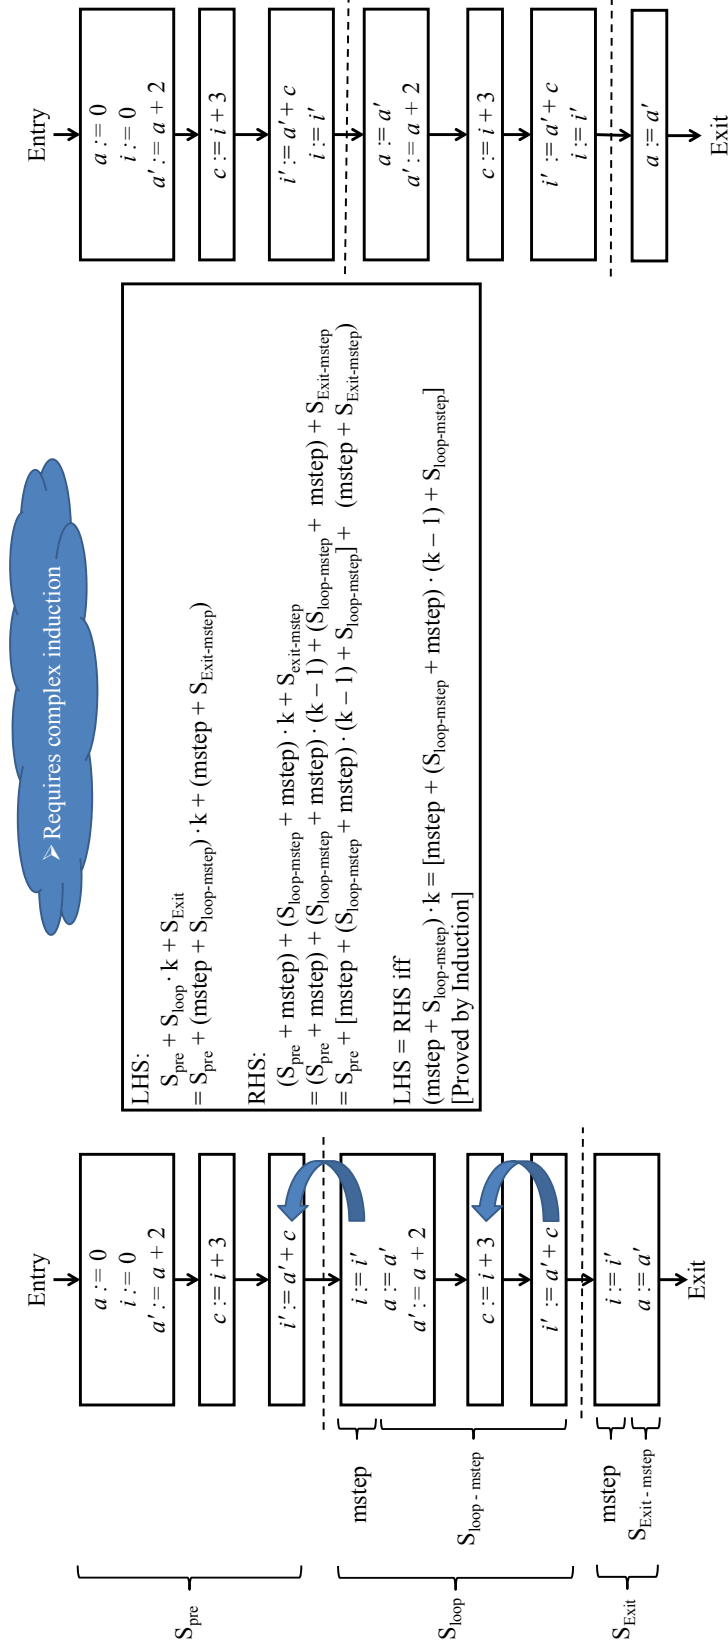 ➢ Requires complex induction
S_pre
S_loop
S_Exit
mstep
S_loop - mstep
mstep
S_Exit - mstep
Entry
a := 0
i := 0
a′ := a + 2
c := i + 3
i′ := a′ + c
i := i′
a := a′
a′ := a + 2
c := i + 3
i′ := a′ + c
i := i′
a := a′
Exit
LHS:
S_pre + S_loop · k + S_Exit
= S_pre + (mstep + S_loop-mstep) · k + (mstep + S_Exit-mstep)
RHS:
(S_pre + mstep) + (S_loop-mstep + mstep) · k + S_exit-mstep
= (S_pre + mstep) + (S_loop-mstep + mstep) · (k − 1) + (S_loop-mstep + mstep) + S_Exit-mstep
= S_pre + [mstep + (S_loop-mstep + mstep) · (k − 1) + S_loop-mstep] + (mstep + S_Exit-mstep)
LHS = RHS iff
(mstep + S_loop-mstep) · k = [mstep + (S_loop-mstep + mstep) · (k − 1) + S_loop-mstep]
[Proved by Induction]
Entry
a := 0
i := 0
a′ := a + 2
c := i + 3
i′ := a′ + c
i := i′
a := a′
a′ := a + 2
c := i + 3
i′ := a′ + c
i := i′
a := a′
Exit